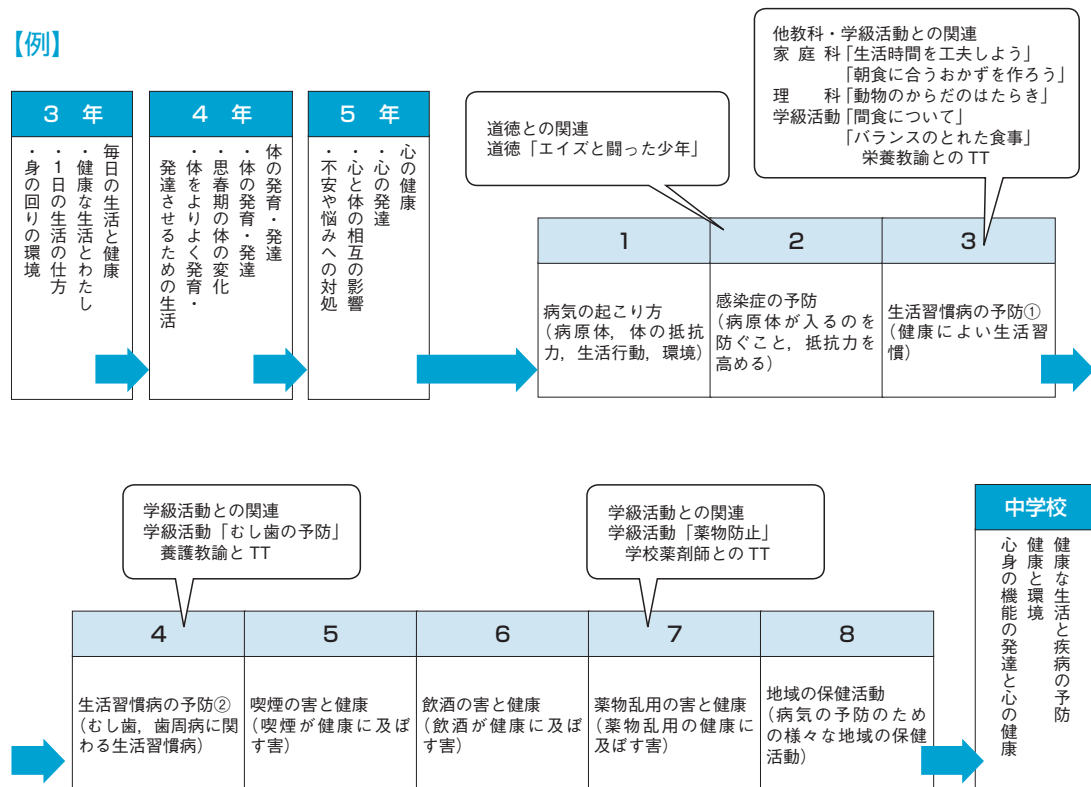 【例】
3 年
毎日の生活と健康
・健康な生活とわたし
・1日の生活の仕方
・身の回りの環境
4 年
体の発育・発達
・体の発育・発達
・思春期の体の変化
・体をよりよく発育・
発達させるための生活
5 年
心の健康
・心の発達
・心と体の相互の影響
・不安や悩みへの対処
道徳との関連
道徳「エイズと闘った少年」
他教科・学級活動との関連
家 庭 科「生活時間を工夫しよう」
「朝食に合うおかずを作ろう」
理　　科「動物のからだのはたらき」
学級活動「間食について」
「バランスのとれた食事」
栄養教諭との TT
1
病気の起こり方
（病原体，体の抵抗
力，生活行動，環境）
2
感染症の予防
（病原体が入るのを
防ぐこと，抵抗力を
高める）
3
生活習慣病の予防①
（健康によい生活習
慣）
学級活動との関連
学級活動「むし歯の予防」
養護教諭と TT
学級活動との関連
学級活動「薬物防止」
学校薬剤師との TT
4
生活習慣病の予防②
（むし歯，歯周病に関
わる生活習慣病）
5
喫煙の害と健康
（喫煙が健康に及ぼ
す害）
6
飲酒の害と健康
（飲酒が健康に及ぼ
す害）
7
薬物乱用の害と健康
（薬物乱用の健康に
及ぼす害）
8
地域の保健活動
（病気の予防のため
の様々な地域の保健
活動）
中学校
健康な生活と疾病の予防
健康と環境
心身の機能の発達と心の健康